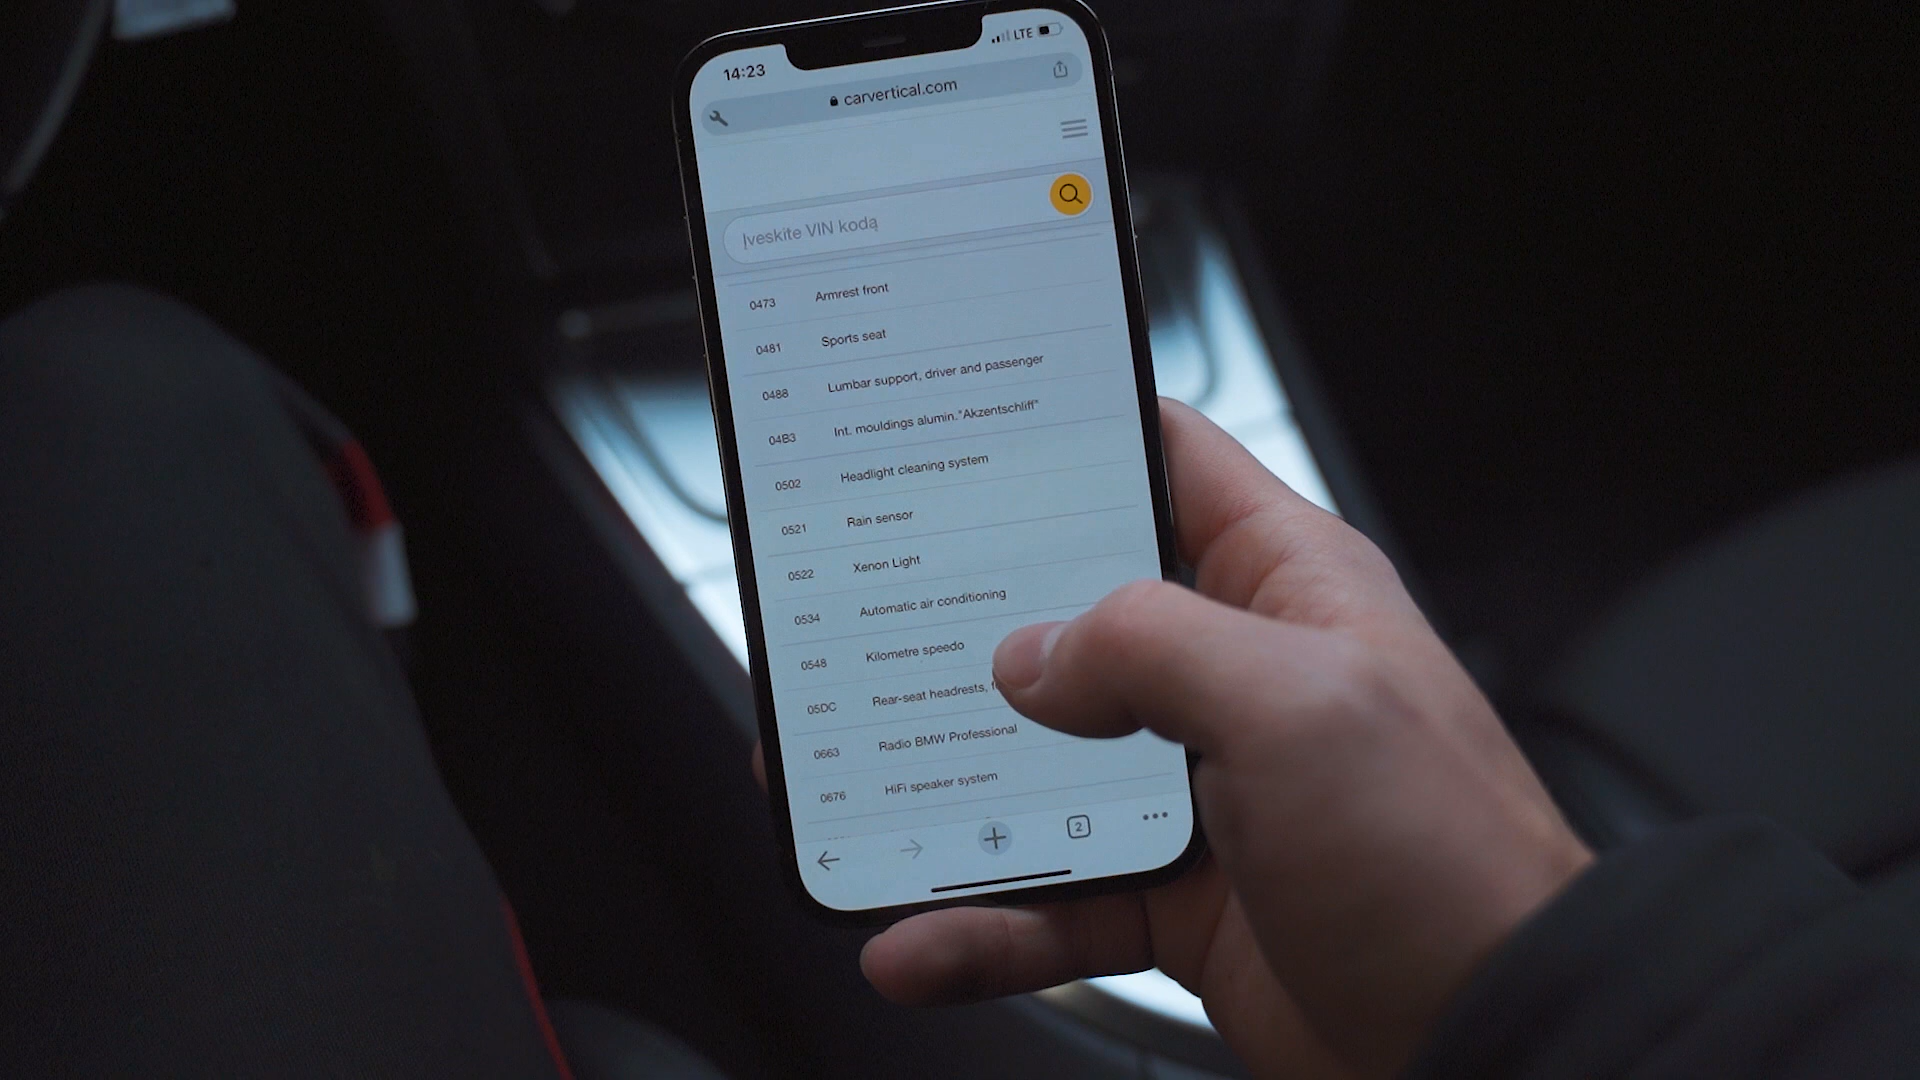 14:23
LTE
carvertical.com
Įveskite VIN kodą
0473 Armrest front
0481 Sports seat
0488 Lumbar support, driver and passenger
04B3 Int. mouldings alumin."Akzentschliff"
0502 Headlight cleaning system
0521 Rain sensor
0522 Xenon Light
0534 Automatic air conditioning
0548 Kilometre speedo
05DC Rear-seat headrests,
0663 Radio BMW Professional
0676 HiFi speaker system
2